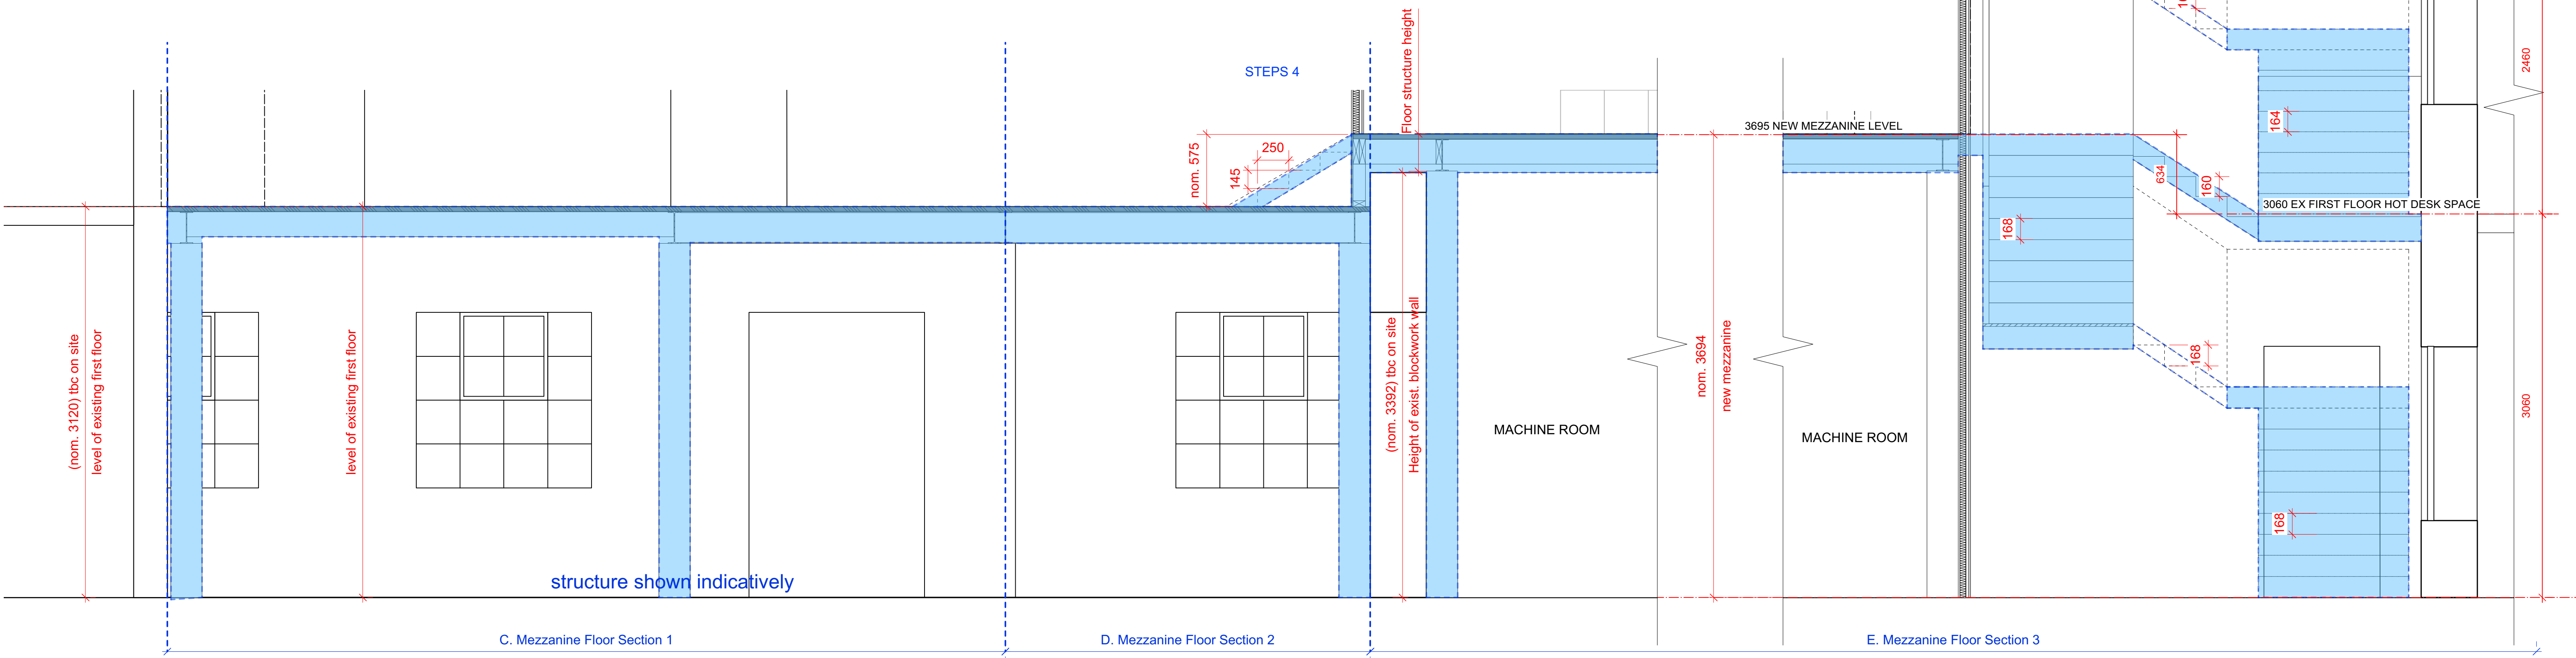 STEPS 4
Floor structure height
2460
3695 NEW MEZZANINE LEVEL
164
nom. 575
250
145
634
160
3060 EX FIRST FLOOR HOT DESK SPACE
168
(nom. 3120) tbc on site
level of existing first floor
level of existing first floor
(nom. 3392) tbc on site
Height of exist. blockwork wall
nom. 3694
new mezzanine
168
3060
MACHINE ROOM
MACHINE ROOM
168
structure shown indicatively
C. Mezzanine Floor Section 1
D. Mezzanine Floor Section 2
E. Mezzanine Floor Section 3